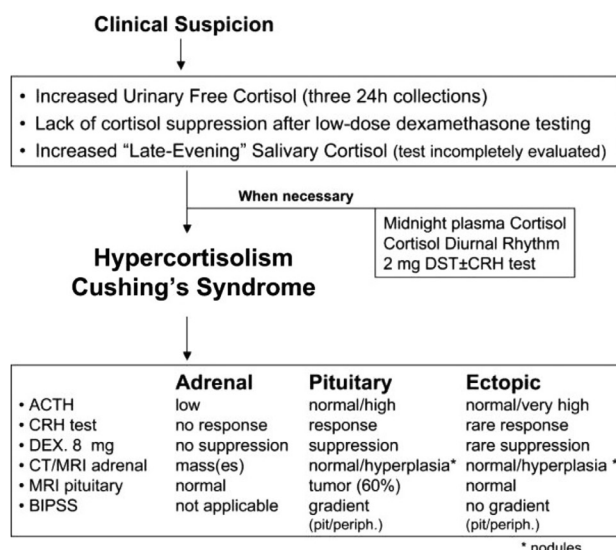 Clinical Suspicion
• Increased Urinary Free Cortisol (three 24h collections)
• Lack of cortisol suppression after low-dose dexamethasone testing
• Increased “Late-Evening” Salivary Cortisol (test incompletely evaluated)
When necessary
Midnight plasma Cortisol
Cortisol Diurnal Rhythm
2 mg DST±CRH test
Hypercortisolism
Cushing’s Syndrome
Adrenal Pituitary Ectopic
• ACTH low normal/high normal/very high
• CRH test no response response rare response
• DEX. 8 mg no suppression suppression rare suppression
• CT/MRI adrenal mass(es) normal/hyperplasia* normal/hyperplasia *
• MRI pituitary normal tumor (60%) normal
• BIPSS not applicable gradient no gradient
(pit/periph.) (pit/periph.)
* nodules